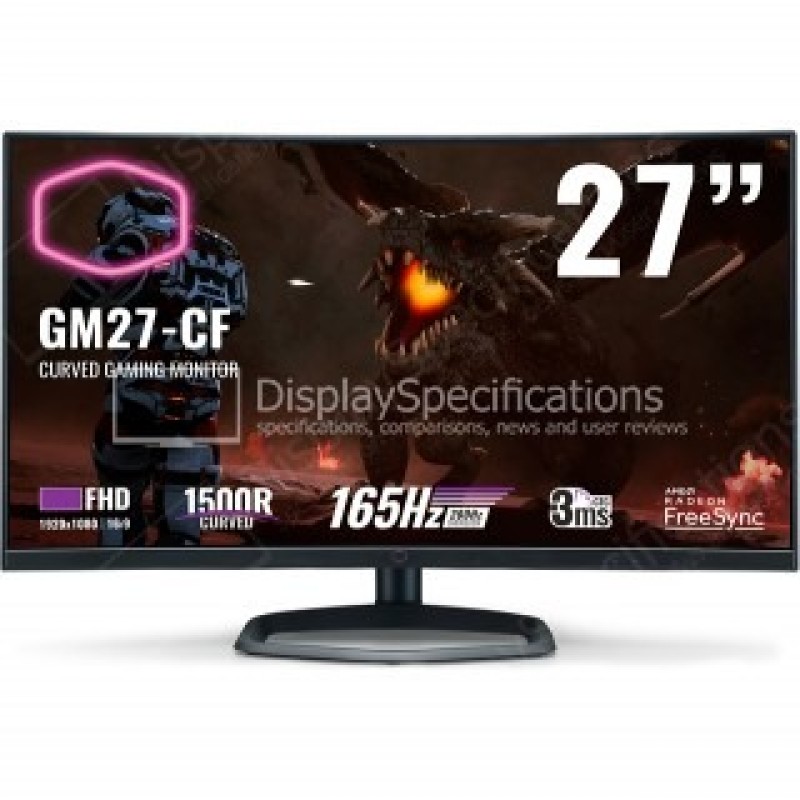 27”
GM27-CF
CURVED GAMING MONITOR
DisplaySpecifications
specifications, comparisons, news and user reviews
FHD
1920x1080 16:9
1500R
CURVED
165Hz
3ms
AMD
RADEON
FreeSync